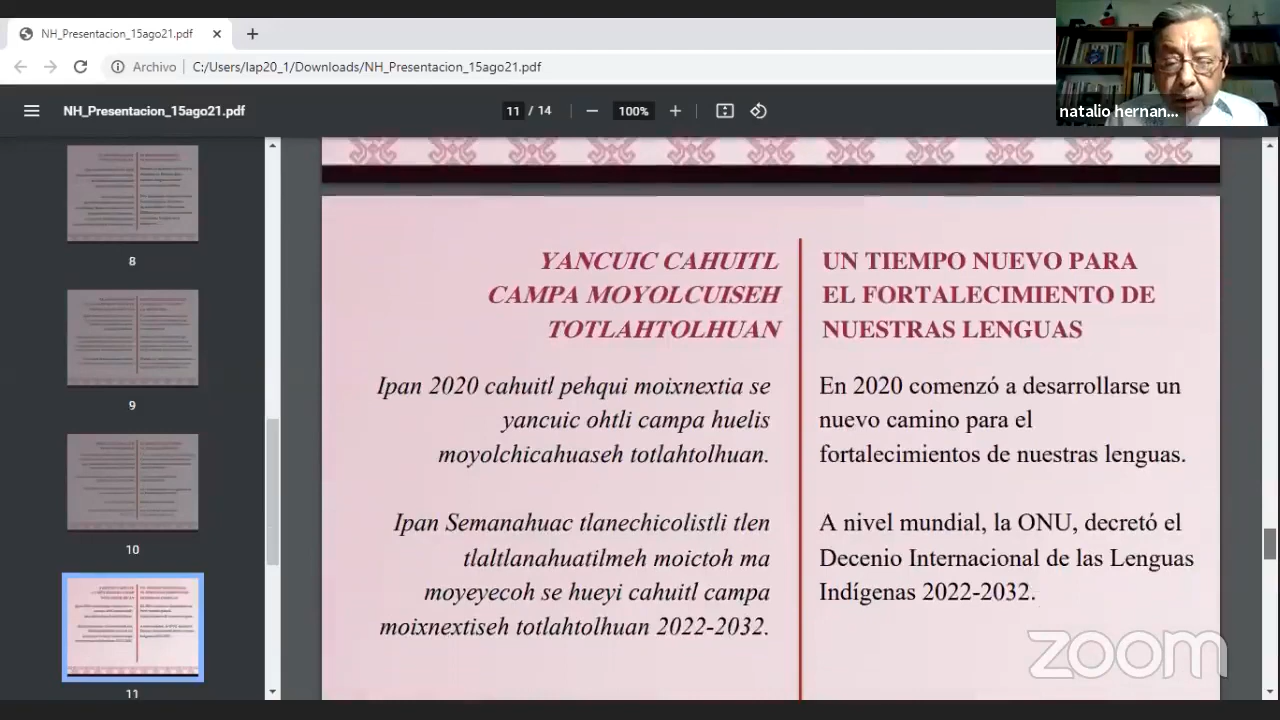 NH_Presentacion_15ago21.pdf
Archivo
C:/Users/lap20_1/Downloads/NH_Presentacion_15ago21.pdf
natalio hernan...
NH_Presentacion_15ago21.pdf
11 / 14
100%
8
9
10
11
YANCUIC CAHUITL
CAMPA MOYOLCUISEH
TOTLAHTOLHUAN
Ipan 2020 cahuitl pehqui moixnextia se
yancuic ohtli campa huelis
moyolchicahuaseh totlahtolhuan.
Ipan Semanahuac tlanechicolistli tlen
tlaltlanahuatilmeh moictoh ma
moyeyecoh se hueyi cahuitl campa
moixnextiseh totlahtolhuan 2022-2032.
UN TIEMPO NUEVO PARA
EL FORTALECIMIENTO DE
NUESTRAS LENGUAS
En 2020 comenzó a desarrollarse un
nuevo camino para el
fortalecimientos de nuestras lenguas.
A nivel mundial, la ONU, decretó el
Decenio Internacional de las Lenguas
Indígenas 2022-2032.
zoom